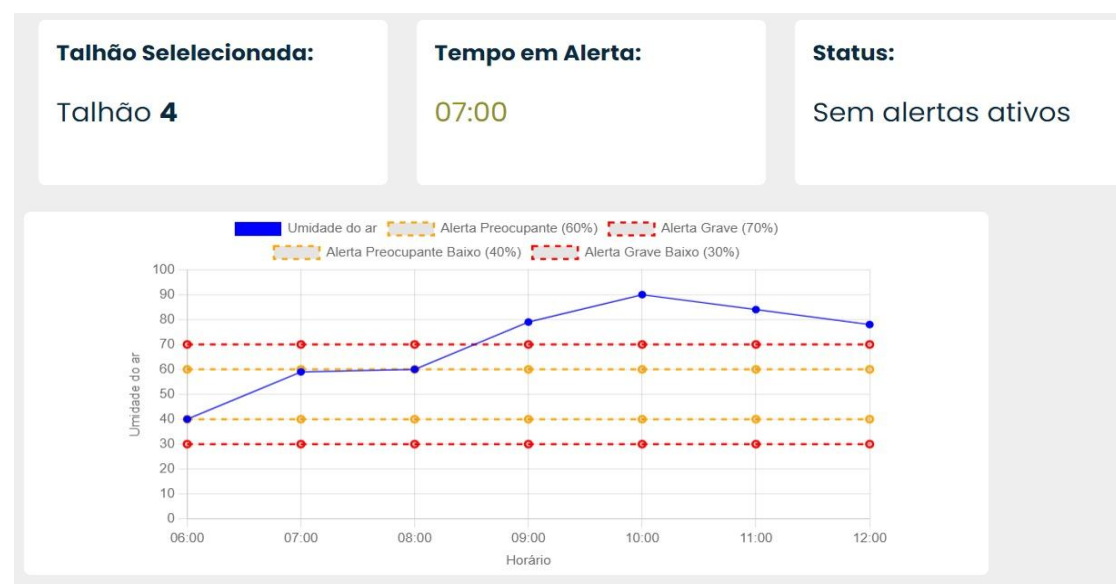 Talhão Selelecionada:
Talhão 4
Tempo em Alerta:
07:00
Status:
Sem alertas ativos
Umidade do ar Alerta Preocupante (60%) Alerta Grave (70%)
Alerta Preocupante Baixo (40%) Alerta Grave Baixo (30%)
Umidade do ar
100
90
80
70
60
50
40
30
20
10
0
06:00 07:00 08:00 09:00 10:00 11:00 12:00
Horário